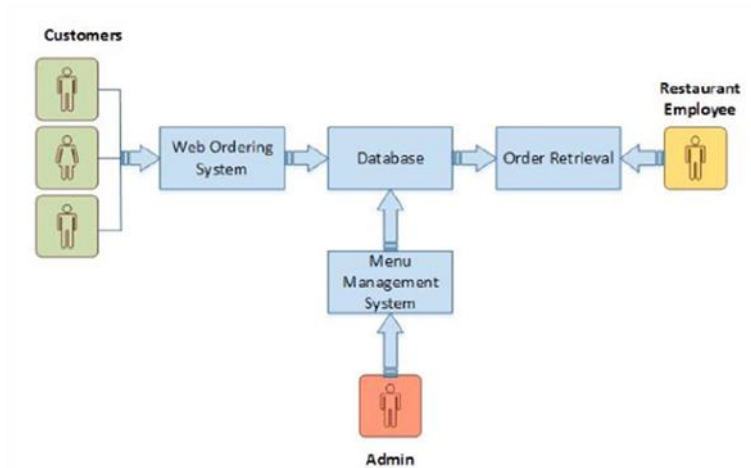 Customers
Restaurant
Employee
Web Ordering
System
Database
Order Retrieval
Menu
Management
System
Admin